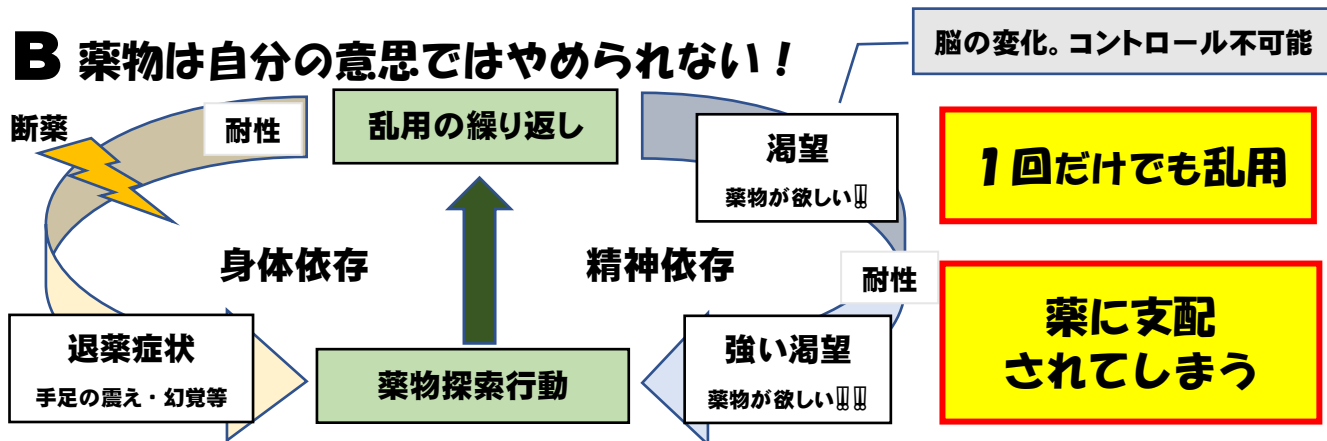 B 薬物は自分の意思ではやめられない！
脳の変化。コントロール不可能
断薬
耐性
乱用の繰り返し
渇望
薬物が欲しい‼
１回だけでも乱用
身体依存
精神依存
耐性
退薬症状
手足の震え・幻覚等
薬物探索行動
強い渇望
薬物が欲しい‼‼
薬に支配
されてしまう